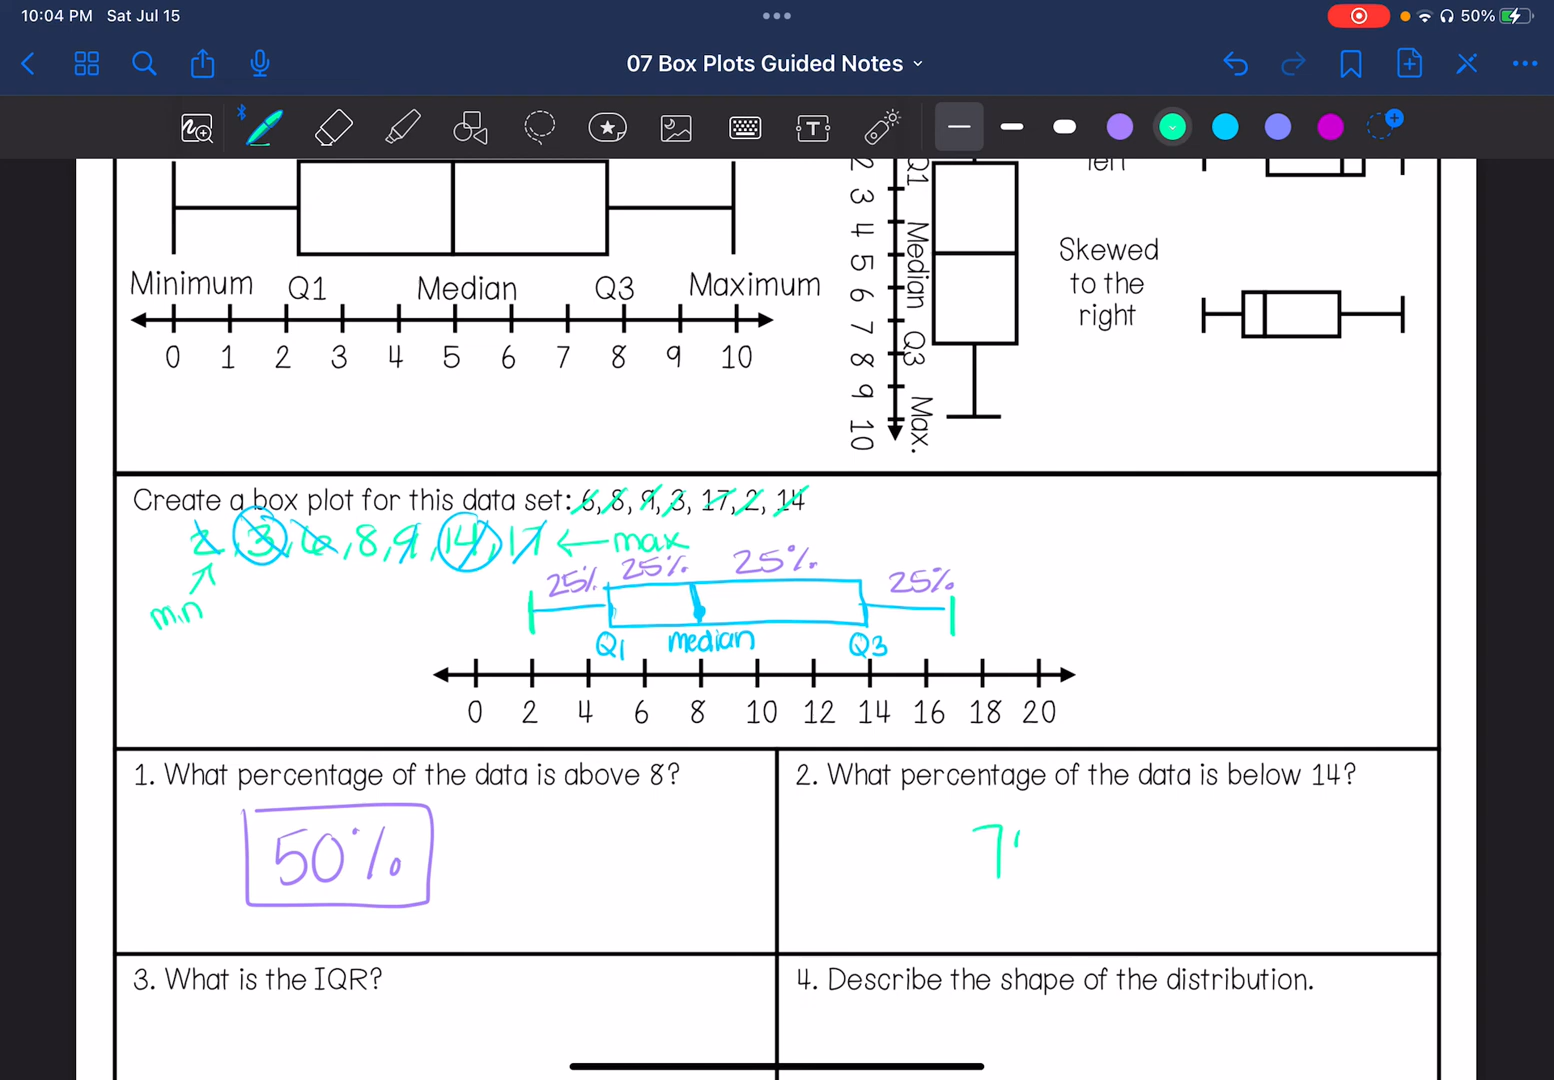 10:04 PM Sat Jul 15
50%
07 Box Plots Guided Notes
T
left
Minimum Q1 Median Q3 Maximum
0 1 2 3 4 5 6 7 8 9 10
Q1 Median Q3 Max.
2 3 4 5 6 7 8 9 10
Skewed
to the
right
Create a box plot for this data set: 6, 8, 9, 3, 17, 2, 14
2, 3, 6, 8, 9, 14, 17 ← max
min
25% 25% 25% 25%
Q1 median Q3
0 2 4 6 8 10 12 14 16 18 20
1. What percentage of the data is above 8?
50%
2. What percentage of the data is below 14?
7
3. What is the IQR?
4. Describe the shape of the distribution.